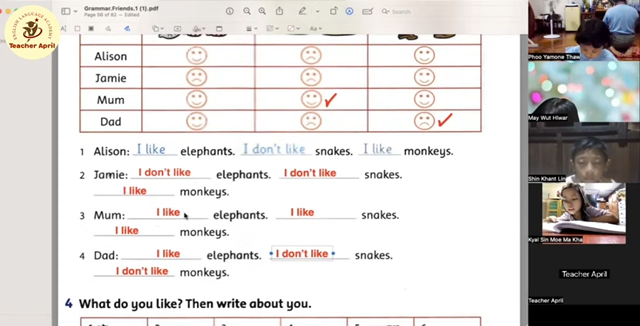 Grammar.Friends.1 (1).pdf
Page 56 of 82
Search
ENGLISH LANGUAGE ACADEMY
Teacher April
Alison
Jamie
Mum
Dad
1 Alison: I like elephants. I don't like snakes. I like monkeys.
2 Jamie: I don't like elephants. I don't like snakes.
I like monkeys.
3 Mum: I like elephants. I like snakes.
I like monkeys.
4 Dad: I like elephants. I don't like snakes.
I don't like monkeys.
4 What do you like? Then write about you.
Phoo Yamone Thaw
May Wut Hlwar
Shin Khant Lin
Kyal Sin Moe Ma Kha
Teacher April
Teacher April